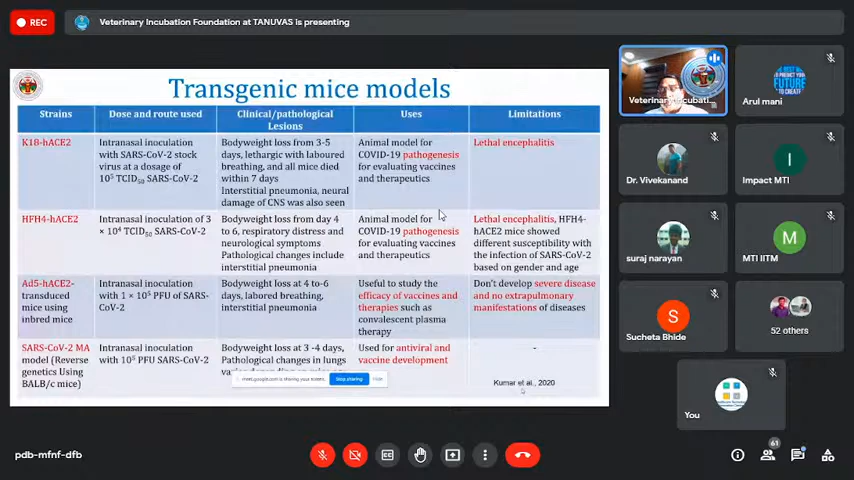 REC
Veterinary Incubation Foundation at TANUVAS is presenting
Transgenic mice models
Strains
Dose and route used
Clinical/pathological
Lesions
Uses
Limitations
K18-hACE2
Intranasal inoculation
with SARS-CoV-2 stock
virus at a dosage of
10⁵ TCID₅₀ SARS-CoV-2
Bodyweight loss from 3-5
days, lethargic with laboured
breathing, and all mice died
within 7 days
Interstitial pneumonia, neural
damage of CNS was also seen
Animal model for
COVID-19 pathogenesis
for evaluating vaccines
and therapeutics
Lethal encephalitis
HFH4-hACE2
Intranasal inoculation of 3
× 10⁴ TCID₅₀ SARS-CoV-2
Bodyweight loss from day 4
to 6, respiratory distress and
neurological symptoms
Pathological changes include
interstitial pneumonia
Animal model for
COVID-19 pathogenesis
for evaluating vaccines
and therapeutics
Lethal encephalitis, HFH4-
hACE2 mice showed
different susceptibility with
the infection of SARS-CoV-2
based on gender and age
Ad5-hACE2-
transduced
mice using
inbred mice
Intranasal inoculation
with 1 × 10⁵ PFU of SARS-
CoV-2
Bodyweight loss at 4 to-6
days, labored breathing,
interstitial pneumonia
Useful to study the
efficacy of vaccines and
therapies such as
convalescent plasma
therapy
Don't develop severe disease
and no extrapulmonary
manifestations of diseases
SARS-CoV-2 MA
model (Reverse
genetics Using
BALB/c mice)
Intranasal inoculation
with 10⁵ PFU SARS-CoV-2
Bodyweight loss at 3 -4 days,
Pathological changes in lungs
Used for antiviral and
vaccine development
-
Kumar et al., 2020
meet.google.com is sharing your screen.
Stop sharing
Hide
Veterinary Incubati...
Arul mani
Dr. Vivekanand
I
Impact MTI
suraj narayan
M
MTI IITM
S
Sucheta Bhide
52 others
You
pdb-mfnf-dfb
61